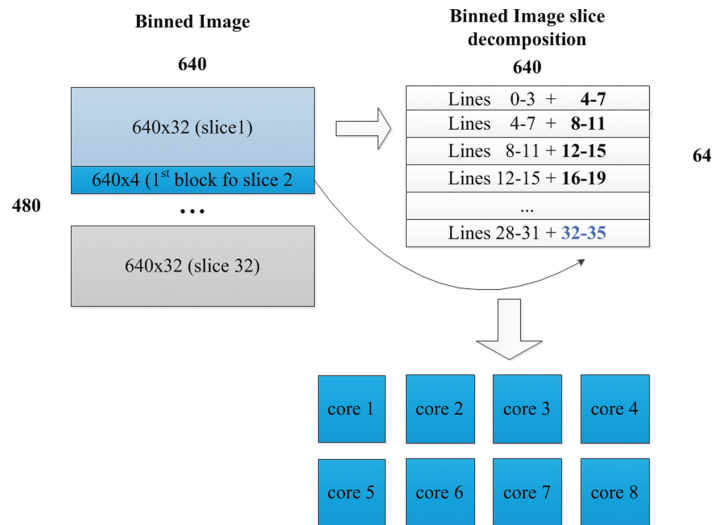 Binned Image
640
640x32 (slice1)
640x4 (1st block fo slice 2
480
...
640x32 (slice 32)
Binned Image slice
decomposition
640
Lines 0-3 + 4-7
Lines 4-7 + 8-11
Lines 8-11 + 12-15
Lines 12-15 + 16-19
...
Lines 28-31 + 32-35
64
core 1
core 2
core 3
core 4
core 5
core 6
core 7
core 8